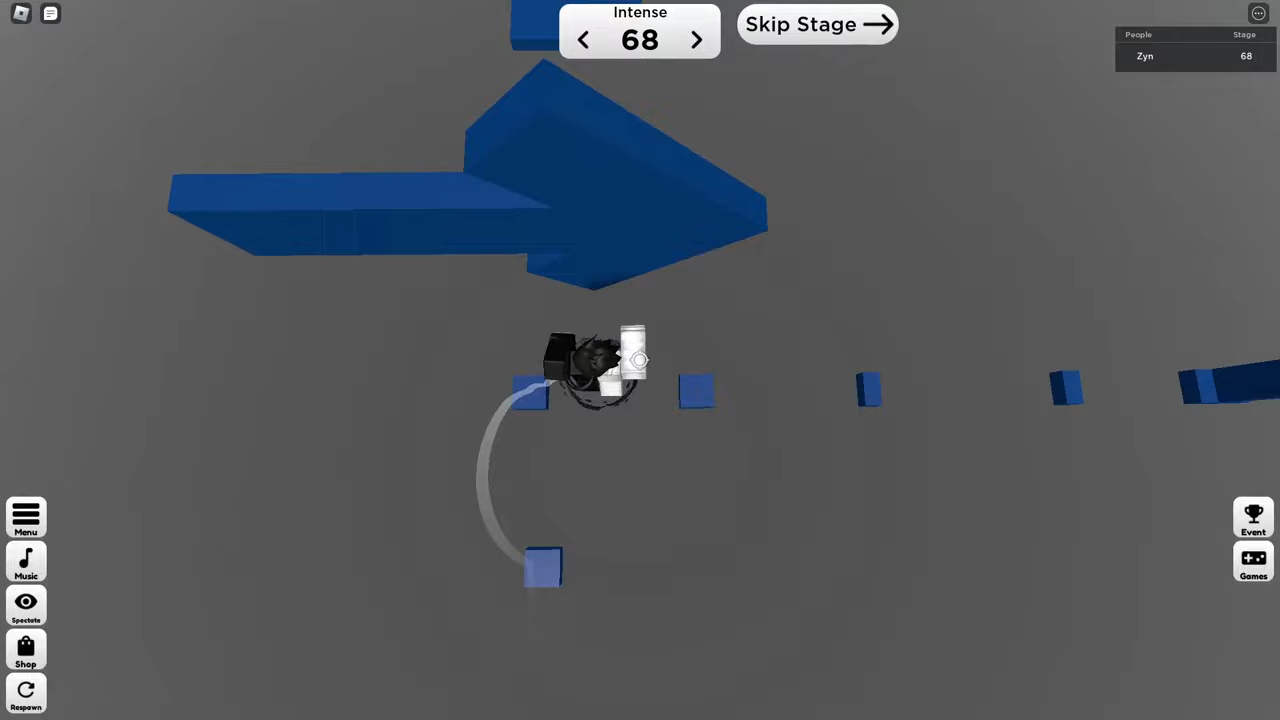 Intense
68
Skip Stage
People Stage
Zyn 68
Menu
Music
Spectate
Shop
Respawn
Event
Games